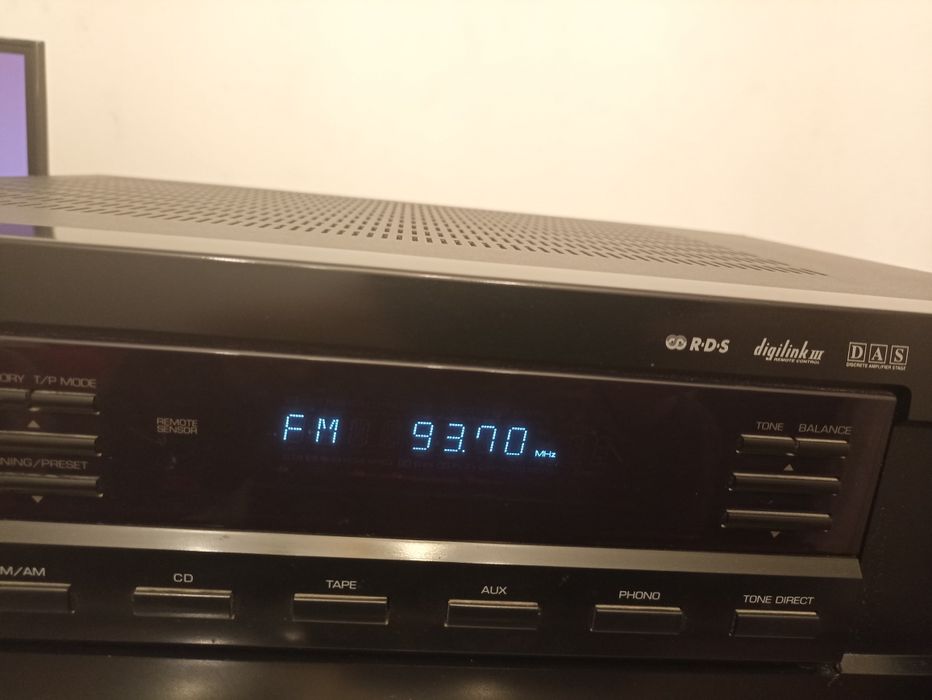 R·D·S
digilink III
REMOTE CONTROL
DAS
DISCRETE AMPLIFIER STAGE
ORY T/P MODE
REMOTE
SENSOR
FM 93.70 MHz
TONE BALANCE
NING/PRESET
M/AM
CD
TAPE
AUX
PHONO
TONE DIRECT